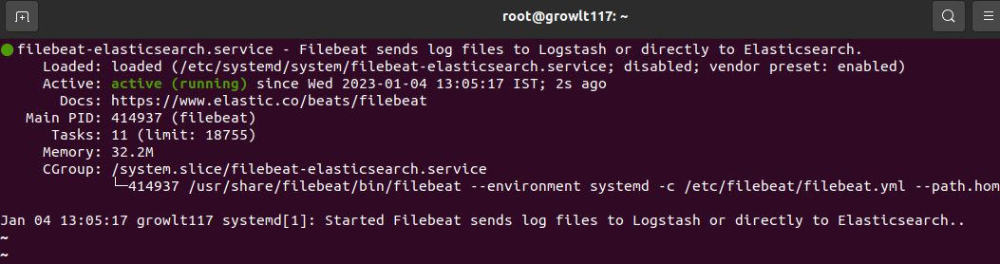 root@growlt117: ~
filebeat-elasticsearch.service - Filebeat sends log files to Logstash or directly to Elasticsearch.
Loaded: loaded (/etc/systemd/system/filebeat-elasticsearch.service; disabled; vendor preset: enabled)
Active: active (running) since Wed 2023-01-04 13:05:17 IST; 2s ago
Docs: https://www.elastic.co/beats/filebeat
Main PID: 414937 (filebeat)
Tasks: 11 (limit: 18755)
Memory: 32.2M
CGroup: /system.slice/filebeat-elasticsearch.service
└─414937 /usr/share/filebeat/bin/filebeat --environment systemd -c /etc/filebeat/filebeat.yml --path.hom
Jan 04 13:05:17 growlt117 systemd[1]: Started Filebeat sends log files to Logstash or directly to Elasticsearch..
~
~